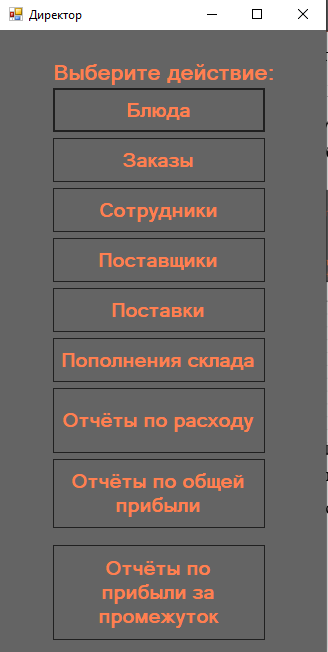 Директор
Выберите действие:
Блюда
Заказы
Сотрудники
Поставщики
Поставки
Пополнения склада
Отчёты по расходу
Отчёты по общей
прибыли
Отчёты по
прибыли за
промежуток